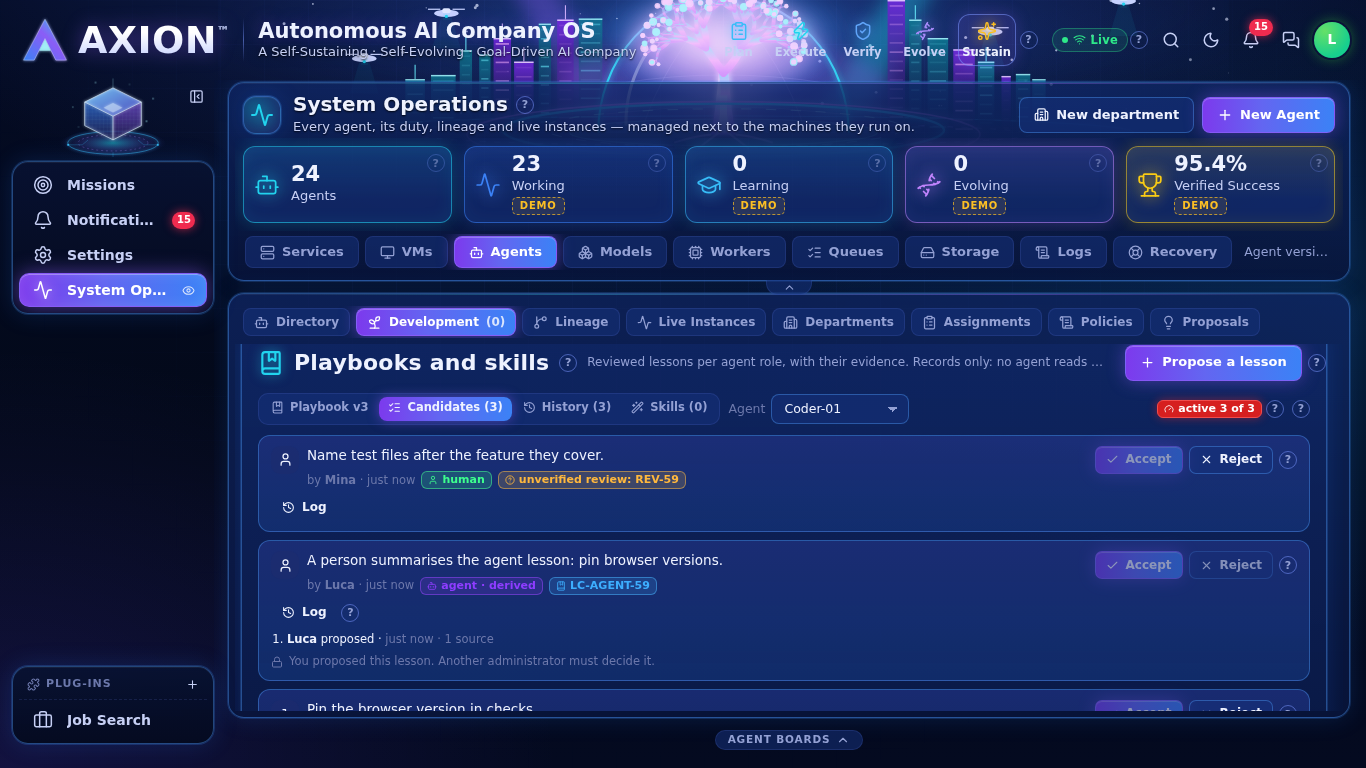 AXION™
Autonomous AI Company OS
A Self-Sustaining · Self-Evolving · Goal-Driven AI Company
Execute
Verify
Evolve
Sustain
?
Live
?
15
L
Missions
Notificati...
15
Settings
System Op...
PLUG-INS
+
Job Search
System Operations ?
Every agent, its duty, lineage and live instances — managed next to the machines they run on.
New department
+ New Agent
24
Agents
?
23
Working
DEMO
?
0
Learning
DEMO
?
0
Evolving
DEMO
?
95.4%
Verified Success
DEMO
?
Services
VMs
Agents
Models
Workers
Queues
Storage
Logs
Recovery
Agent versi...
Directory
Development (0)
Lineage
Live Instances
Departments
Assignments
Policies
Proposals
Playbooks and skills ? Reviewed lessons per agent role, with their evidence. Records only: no agent reads ...
+ Propose a lesson ?
Playbook v3
Candidates (3)
History (3)
Skills (0)
Agent
Coder-01
active 3 of 3 ? ?
Name test files after the feature they cover.
Accept
Reject ?
by Mina · just now human unverified review: REV-59
Log
A person summarises the agent lesson: pin browser versions.
Accept
Reject ?
by Luca · just now agent · derived LC-AGENT-59
Log ?
1. Luca proposed · just now · 1 source
You proposed this lesson. Another administrator must decide it.
Pin the browser version in checks.
Accept
Reject ?
AGENT BOARDS